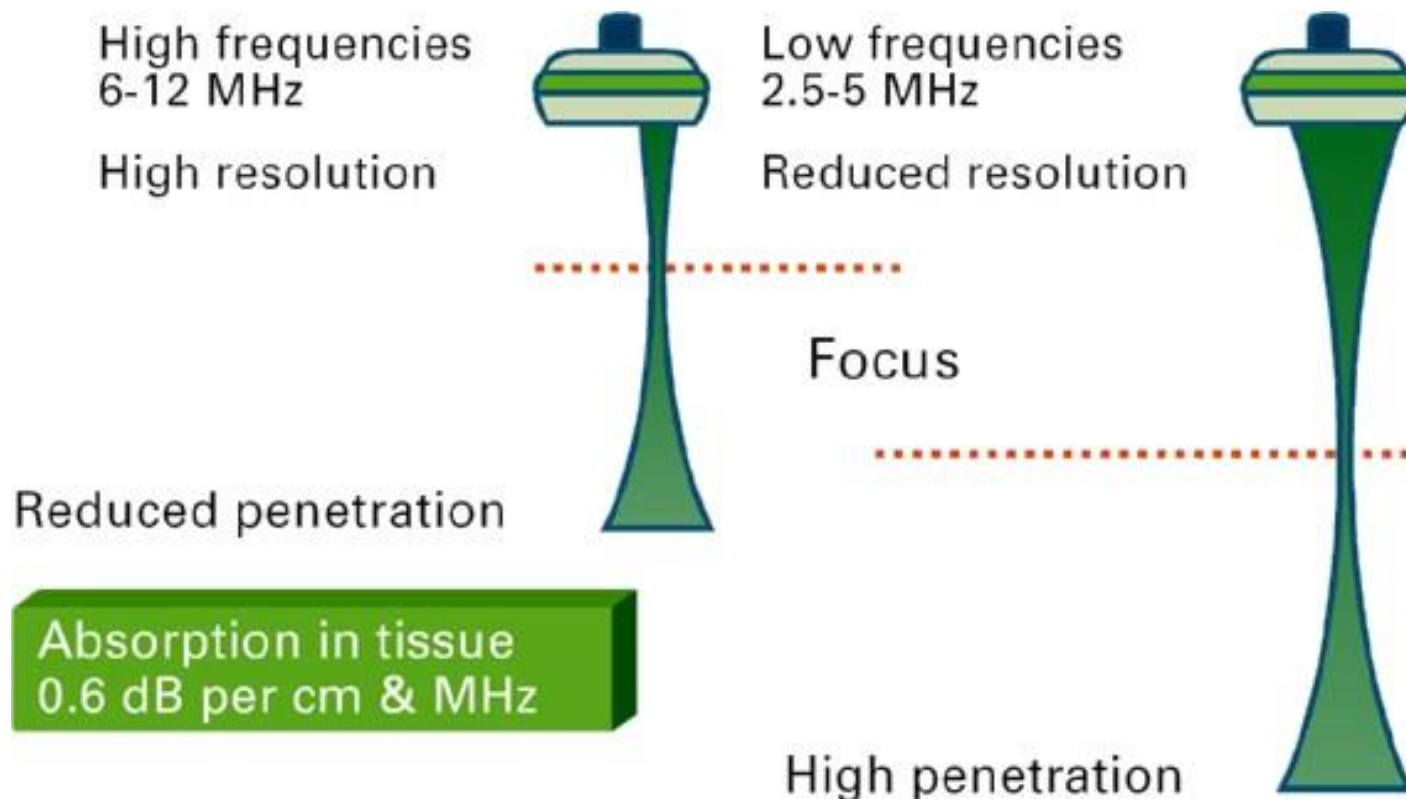 High frequencies
6-12 MHz
High resolution
Reduced penetration
Low frequencies
2.5-5 MHz
Reduced resolution
Focus
High penetration
Absorption in tissue
0.6 dB per cm & MHz